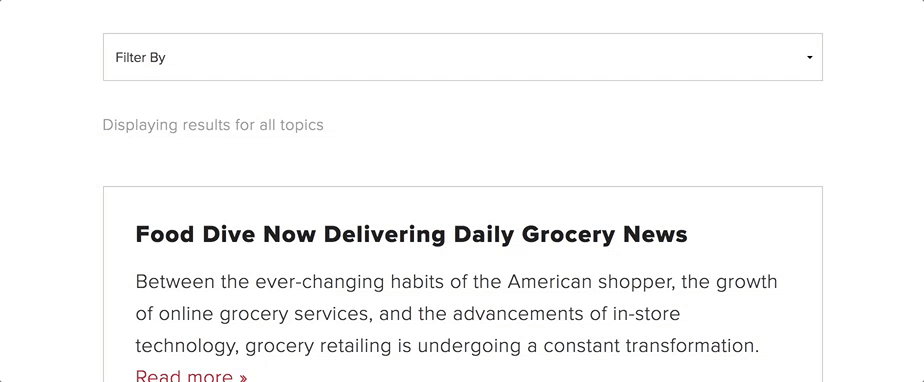 Filter By
Displaying results for all topics
Food Dive Now Delivering Daily Grocery News
Between the ever-changing habits of the American shopper, the growth
of online grocery services, and the advancements of in-store
technology, grocery retailing is undergoing a constant transformation.
Read more »